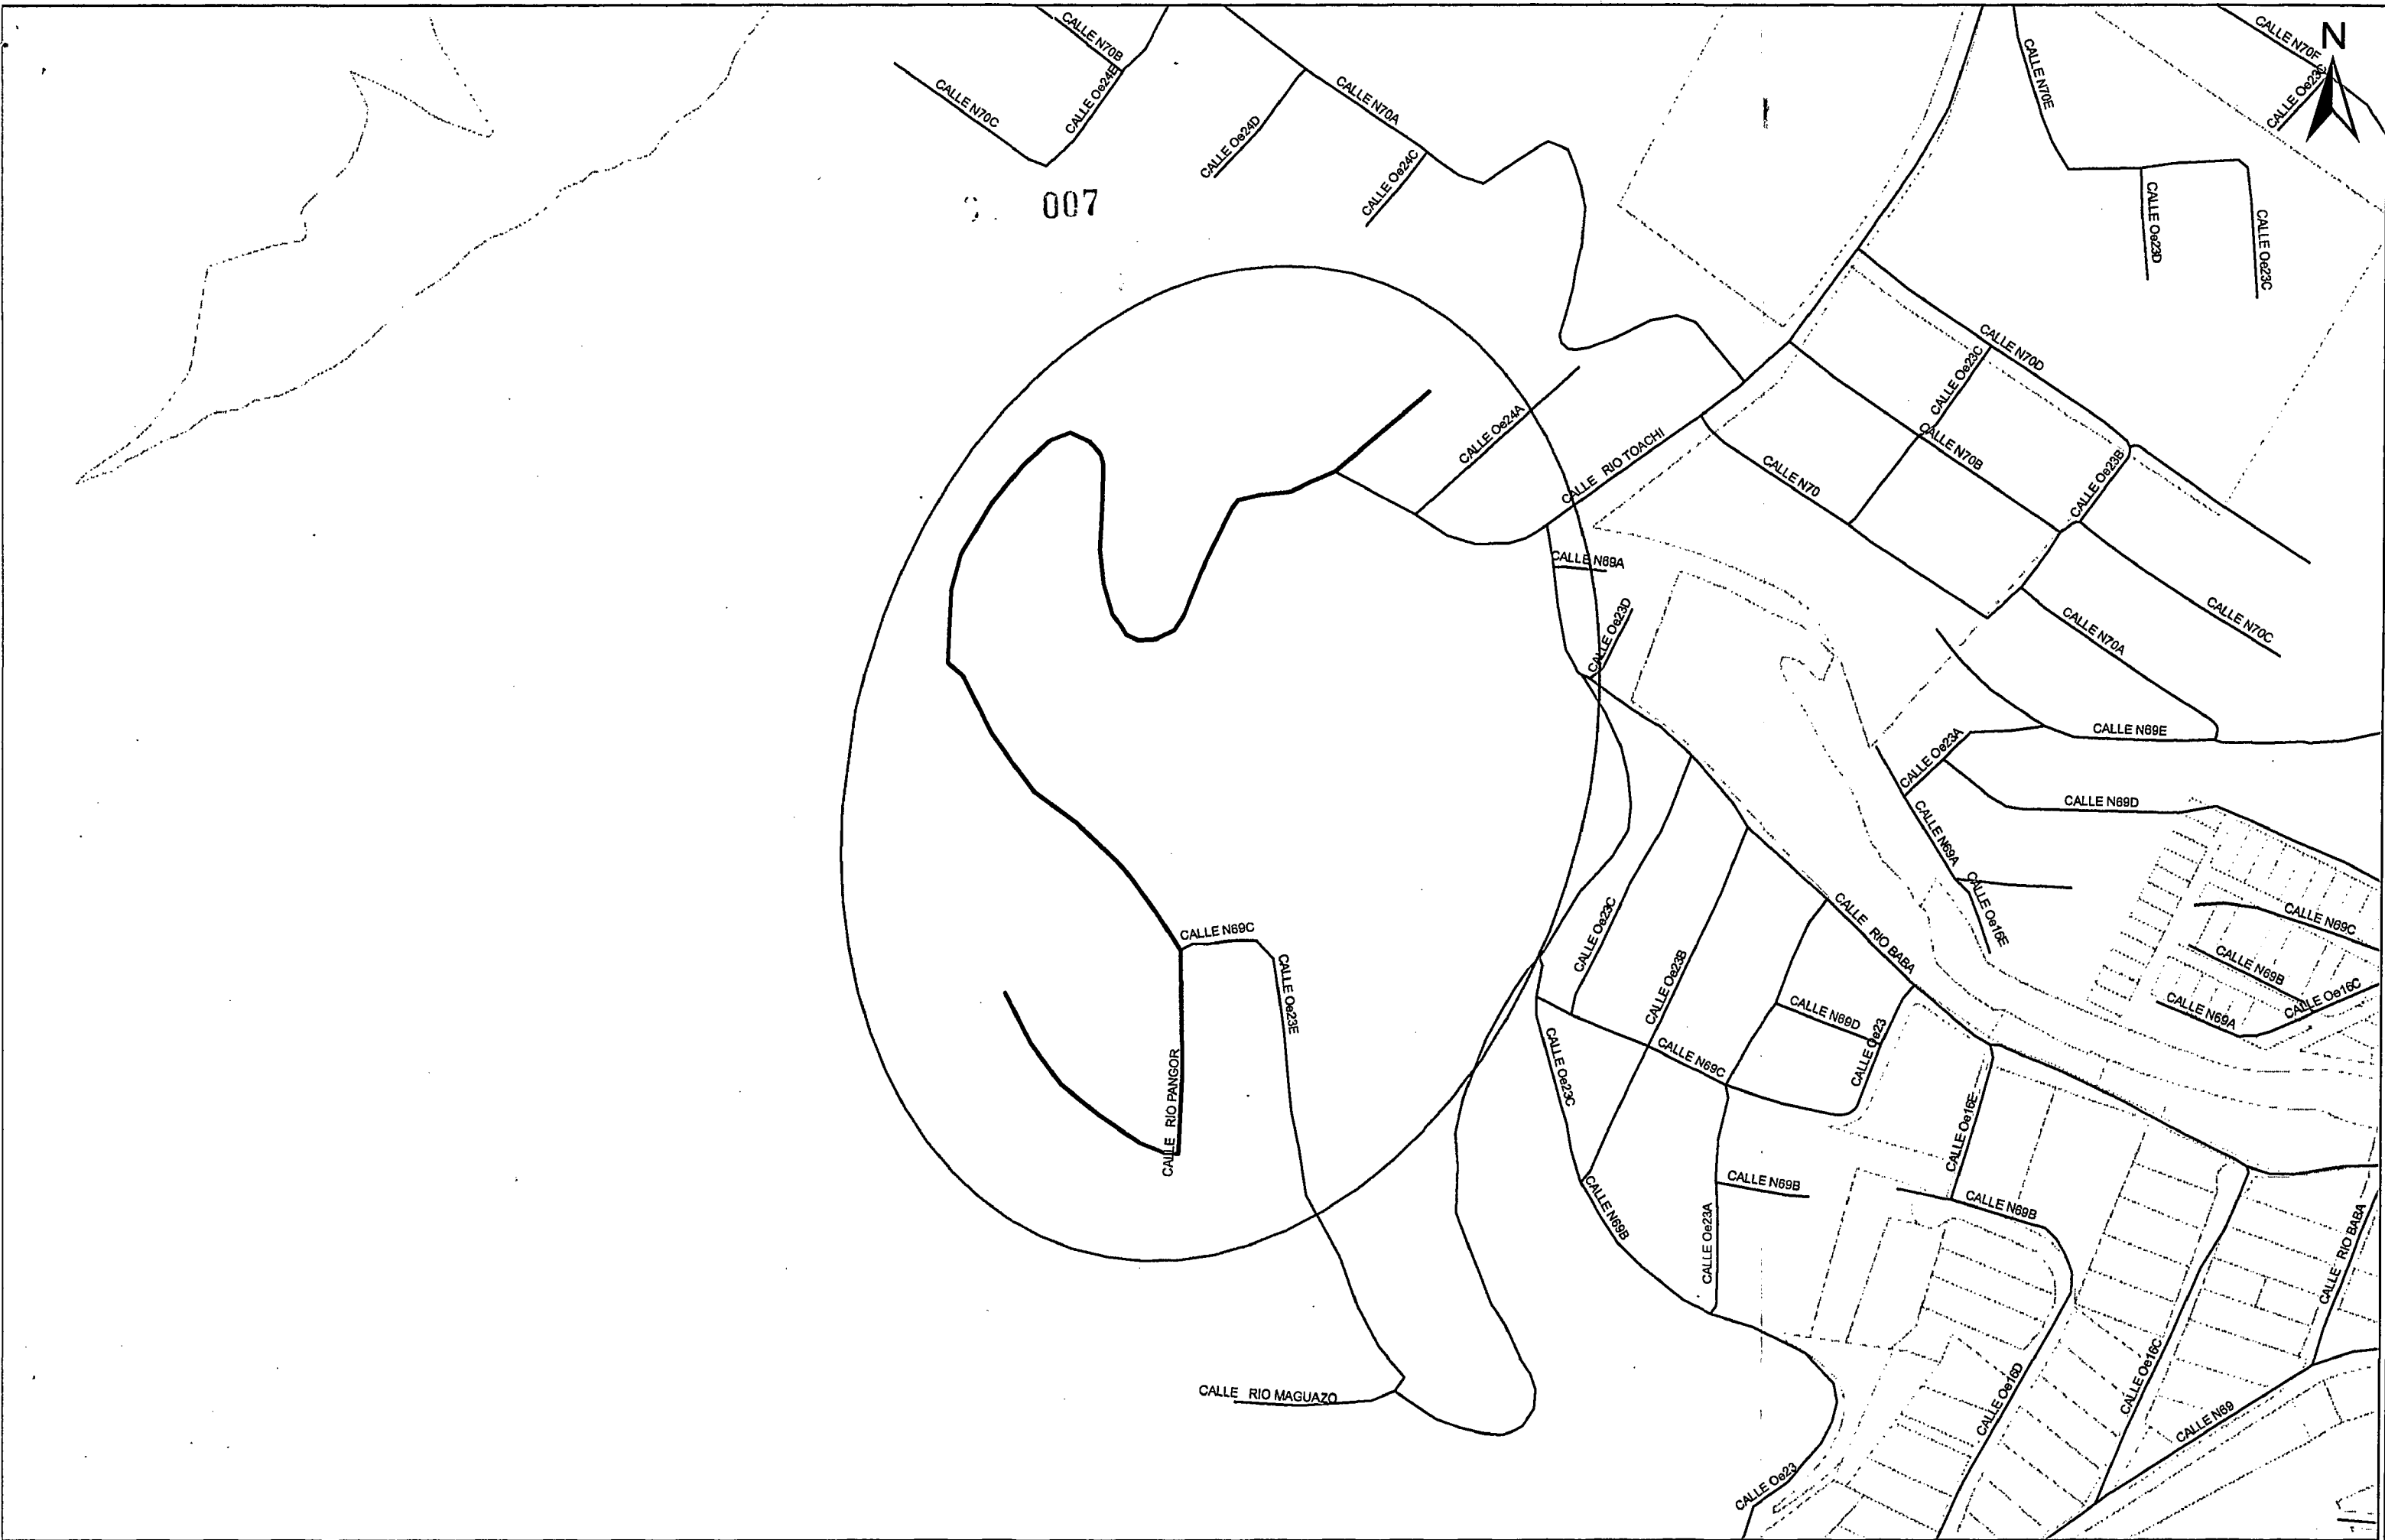 CALLE N70B
CALLE N70F
N
CALLE Oe23C
CALLE N70E
CALLE N70C
CALLE Oe24E
CALLE N70A
CALLE Oe24D
CALLE Oe24C
007
CALLE Oe23D
CALLE Oe23C
CALLE N70D
CALLE Oe23C
CALLE Oe24A
CALLE RIO TOACHI
CALLE N70B
CALLE N70
CALLE Oe23B
CALLE N69A
CALLE Oe23D
CALLE N70C
CALLE N70A
CALLE N69E
CALLE Oe23A
CALLE N69D
CALLE N69A
CALLE Oe16E
CALLE N69C
CALLE N69C
CALLE Oe23E
CALLE Oe23C
CALLE Oe23B
CALLE RIO BABA
CALLE N69B
CALLE Oe16C
CALLE N69A
CALLE N69D
CALLE Oe23
CALLE N69C
CALLE Oe23C
CALLE RIO PANGOR
CALLE Oe16E
CALLE N69B
CALLE N69B
CALLE N69B
CALLE Oe23A
CALLE RIO BABA
CALLE RIO MAGUAZO
CALLE Oe16D
CALLE Oe16C
CALLE N69
CALLE Oe23